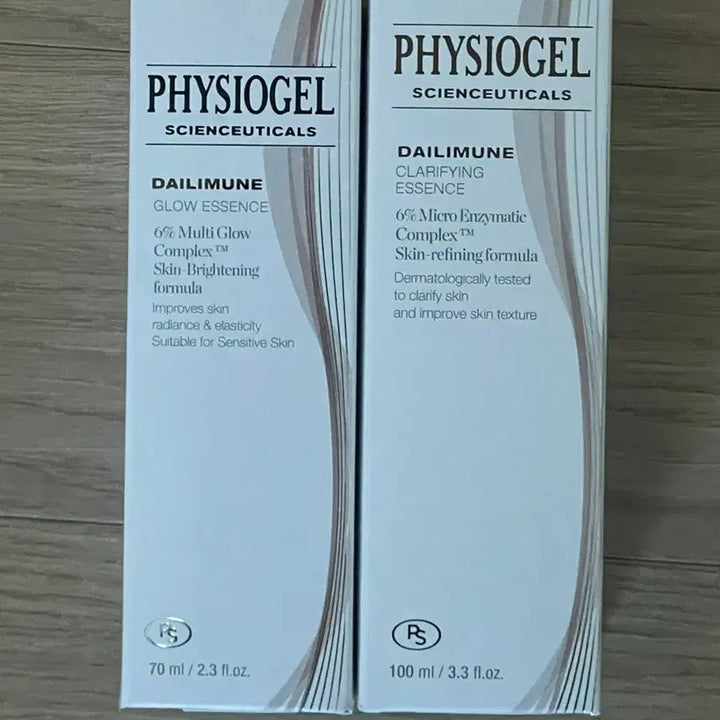 PHYSIOGEL
SCIENCEUTICALS
DAILIMUNE
GLOW ESSENCE
6% Multi Glow
Complex™
Skin-Brightening
formula
Improves skin
radiance & elasticity
Suitable for Sensitive Skin
PS
70 ml / 2.3 fl.oz.
PHYSIOGEL
SCIENCEUTICALS
DAILIMUNE
CLARIFYING
ESSENCE
6% Micro Enzymatic
Complex™
Skin-refining formula
Dermatologically tested
to clarify skin
and improve skin texture
PS
100 ml / 3.3 fl.oz.